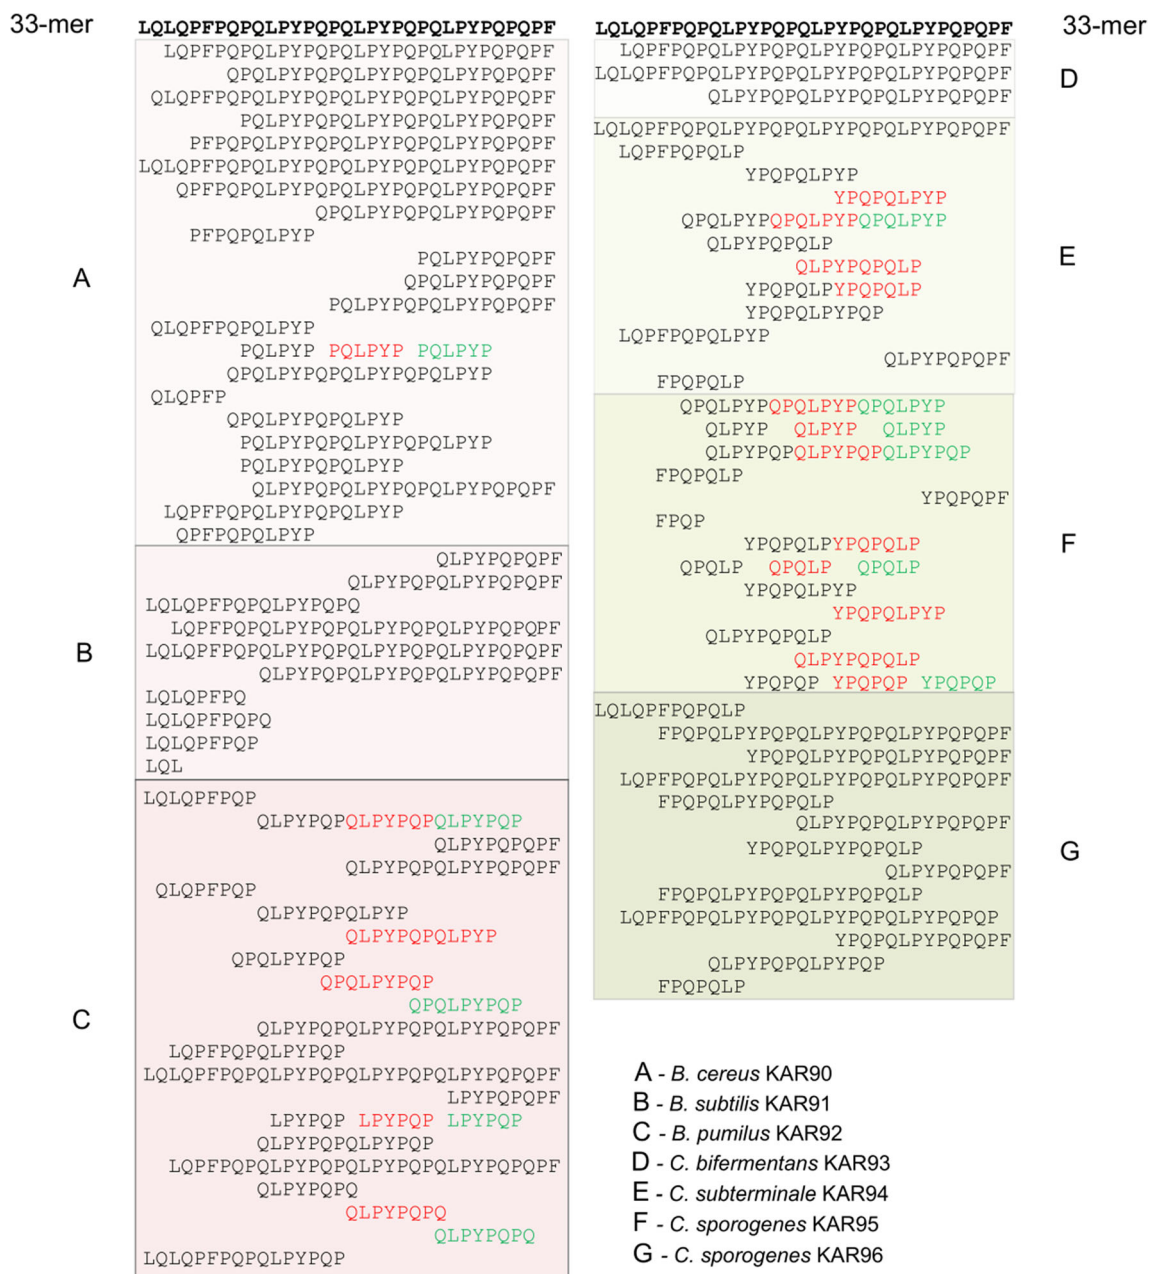 33-mer
LQLQPFPQPQLPYPQPQLPYPQPQLPYPQPQPF
LQPFPQPQLPYPQPQLPYPQPQLPYPQPQPF
QPQLPYPQPQLPYPQPQLPYPQPQPF
QLQPFPQPQLPYPQPQLPYPQPQLPYPQPQPF
PQLPYPQPQLPYPQPQLPYPQPQPF
PFPQPQLPYPQPQLPYPQPQLPYPQPQPF
LQLQPFPQPQLPYPQPQLPYPQPQLPYPQPQPF
QPFPQPQLPYPQPQLPYPQPQLPYPQPQPF
QPQLPYPQPQLPYPQPQPF
PFPQPQLPYP
PQLPYPQPQPF
QPQLPYPQPQPF
PQLPYPQPQLPYPQPQPF
QLQPFPQPQLPYP
PQLPYP PQLPYP PQLPYP
QPQLPYPQPQLPYPQPQLPYP
QLQPFP
QPQLPYPQPQLPYP
PQLPYPQPQLPYPQPQLPYP
PQLPYPQPQLPYP
QLPYPQPQLPYPQPQLPYPQPQPF
LQPFPQPQLPYPQPQLPYP
QPFPQPQLPYP
A
QLPYPQPQPF
QLPYPQPQLPYPQPQPF
LQLQPFPQPQLPYPQPQ
LQPFPQPQLPYPQPQLPYPQPQLPYPQPQPF
LQLQPFPQPQLPYPQPQLPYPQPQLPYPQPQPF
QLPYPQPQLPYPQPQLPYPQPQPF
LQLQPFPQ
LQLQPFPQPQ
LQLQPFPQP
LQL
B
LQLQPFPQP
QLPYPQPQLPYPQPQLPYPQP
QLPYPQPQPF
QLPYPQPQLPYPQPQPF
QLQPFPQP
QLPYPQPQLPYP
QLPYPQPQLPYP
QPQLPYPQP
QPQLPYPQP
QPQLPYPQP
QLPYPQPQLPYPQPQLPYPQPQPF
LQPFPQPQLPYPQP
LQLQPFPQPQLPYPQPQLPYPQPQLPYPQPQPF
LPYPQPQPF
LPYPQP LPYPQP LPYPQP
QLPYPQPQLPYPQP
LQPFPQPQLPYPQPQLPYPQPQLPYPQPQPF
QLPYPQPQ
QLPYPQPQ
QLPYPQPQ
LQLQPFPQPQLPYPQP
C
LQLQPFPQPQLPYPQPQLPYPQPQLPYPQPQPF
33-mer
LQPFPQPQLPYPQPQLPYPQPQLPYPQPQPF
LQLQPFPQPQLPYPQPQLPYPQPQLPYPQPQPF
QLPYPQPQLPYPQPQLPYPQPQPF
D
LQLQPFPQPQLPYPQPQLPYPQPQLPYPQPQPF
LQPFPQPQLP
YPQPQLPYP
YPQPQLPYP
QPQLPYPQPQLPYPQPQLPYP
QLPYPQPQLP
QLPYPQPQLP
YPQPQLPYPQPQLP
YPQPQLPYPQP
LQPFPQPQLPYP
QLPYPQPQPF
FPQPQLP
E
QPQLPYPQPQLPYPQPQLPYP
QLPYP QLPYP QLPYP
QLPYPQPQLPYPQPQLPYPQP
FPQPQLP
YPQPQPF
FPQP
YPQPQLPYPQPQLP
QPQLP QPQLP QPQLP
YPQPQLPYP
YPQPQLPYP
QLPYPQPQLP
QLPYPQPQLP
YPQPQP YPQPQP YPQPQP
F
LQLQPFPQPQLP
FPQPQLPYPQPQLPYPQPQLPYPQPQPF
YPQPQLPYPQPQLPYPQPQPF
LQPFPQPQLPYPQPQLPYPQPQLPYPQPQPF
FPQPQLPYPQPQLP
QLPYPQPQLPYPQPQPF
YPQPQLPYPQPQLP
QLPYPQPQPF
FPQPQLPYPQPQLPYPQPQLP
LQPFPQPQLPYPQPQLPYPQPQLPYPQPQP
YPQPQLPYPQPQPF
QLPYPQPQLPYPQP
FPQPQLP
G
A - B. cereus KAR90
B - B. subtilis KAR91
C - B. pumilus KAR92
D - C. bifermentans KAR93
E - C. subterminale KAR94
F - C. sporogenes KAR95
G - C. sporogenes KAR96